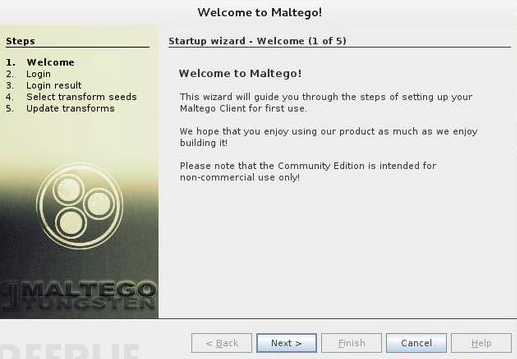 Welcome to Maltego!
Steps
1. Welcome
2. Login
3. Login result
4. Select transform seeds
5. Update transforms
Startup wizard - Welcome (1 of 5)
Welcome to Maltego!
This wizard will guide you through the steps of setting up your
Maltego Client for first use.
We hope that you enjoy using our product as much as we enjoy
building it!
Please note that the Community Edition is intended for
non-commercial use only!
MALTEGO
TUNGSTEN
< Back
Next >
Finish
Cancel
Help